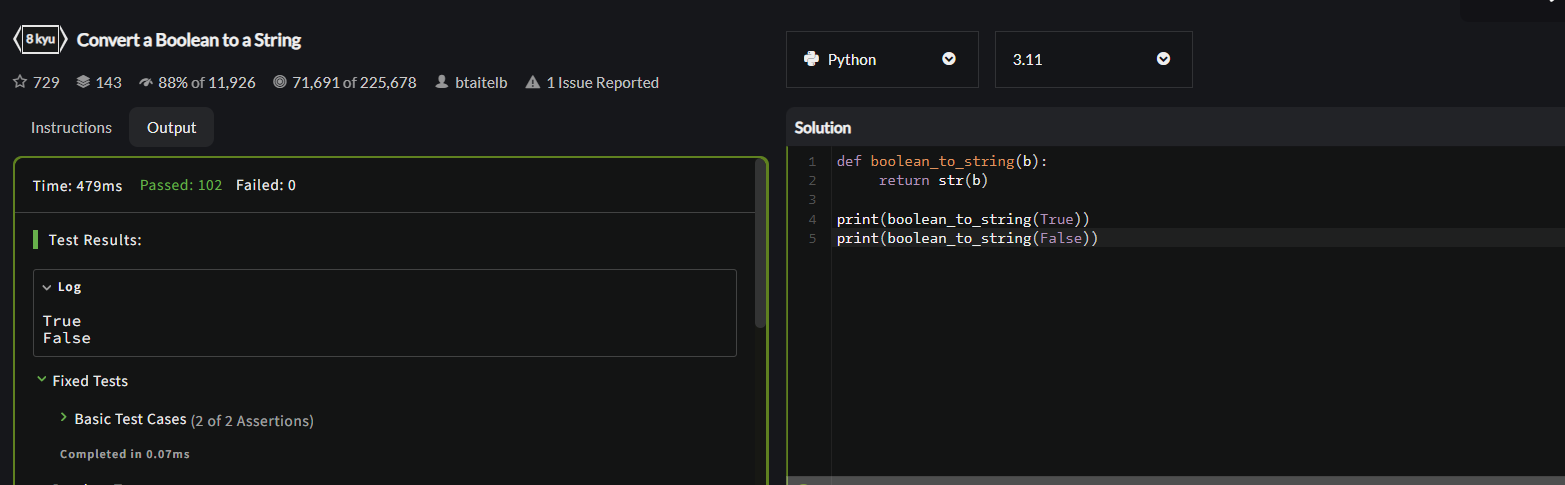 8 kyu Convert a Boolean to a String
729 143 88% of 11,926 71,691 of 225,678 btaitelb 1 Issue Reported
Instructions Output
Time: 479ms Passed: 102 Failed: 0
Test Results:
Log
True
False
Fixed Tests
Basic Test Cases (2 of 2 Assertions)
Completed in 0.07ms
Python 3.11
Solution
1 def boolean_to_string(b):
2 return str(b)
3
4 print(boolean_to_string(True))
5 print(boolean_to_string(False))